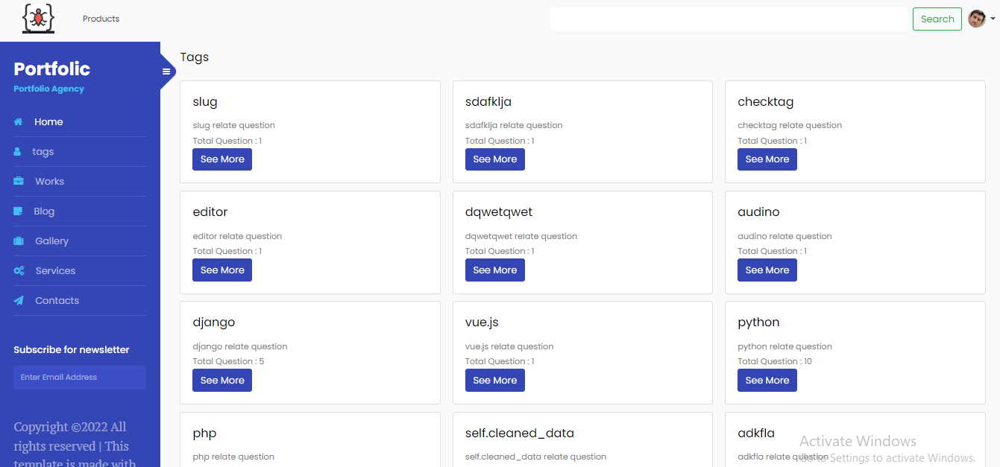 Products
Search
Portfolic
Portfolio Agency
Home
tags
Works
Blog
Gallery
Services
Contacts
Subscribe for newsletter
Enter Email Address
Copyright ©2022 All
rights reserved | This
template is made with
Tags
slug
slug relate question
Total Question : 1
See More
sdafklja
sdafklja relate question
Total Question : 1
See More
checktag
checktag relate question
Total Question : 1
See More
editor
editor relate question
Total Question : 1
See More
dqwetqwet
dqwetqwet relate question
Total Question : 1
See More
audino
audino relate question
Total Question : 1
See More
django
django relate question
Total Question : 5
See More
vue.js
vue.js relate question
Total Question : 1
See More
python
python relate question
Total Question : 10
See More
php
php relate question
self.cleaned_data
self.cleaned_data relate question
adkfla
adkfla relate question
Activate Windows
Go to Settings to activate Windows.